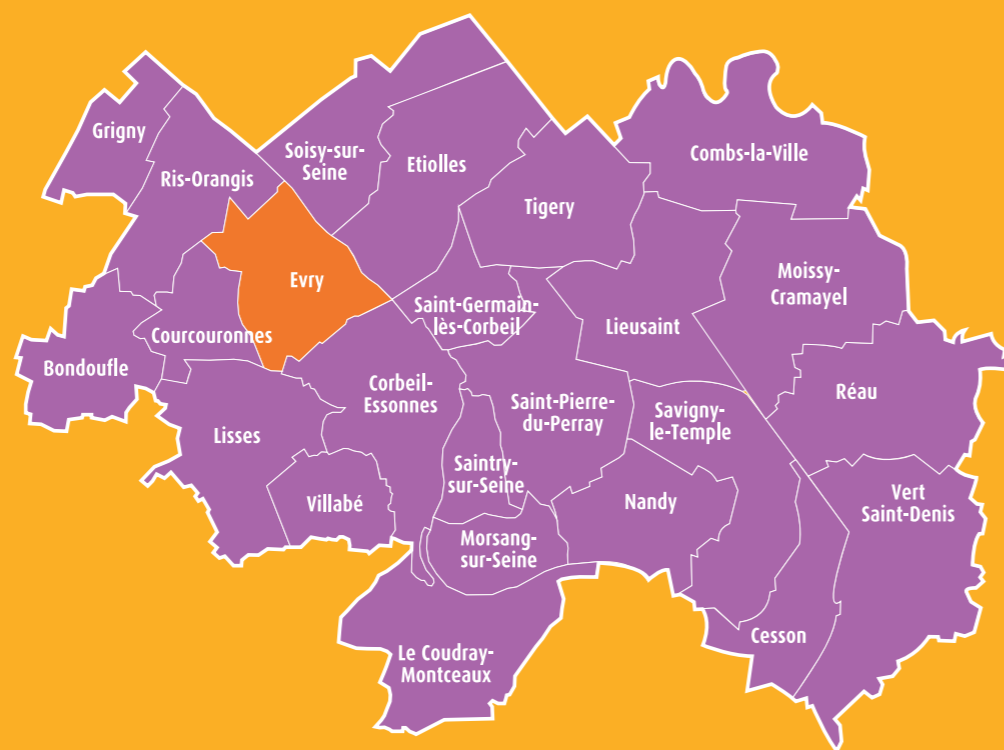 Grigny
Ris-Orangis
Soisy-sur-
Seine
Etiolles
Combs-la-Ville
Tigery
Evry
Moissy-
Cramayel
Saint-Germain-
lès-Corbeil
Lieusaint
Courcouronnes
Bondoufle
Corbeil-
Essonnes
Saint-Pierre-
du-Perray
Savigny-
le-Temple
Réau
Lisses
Saintry-
sur-Seine
Villabé
Nandy
Vert
Saint-Denis
Morsang-
sur-Seine
Cesson
Le Coudray-
Montceaux